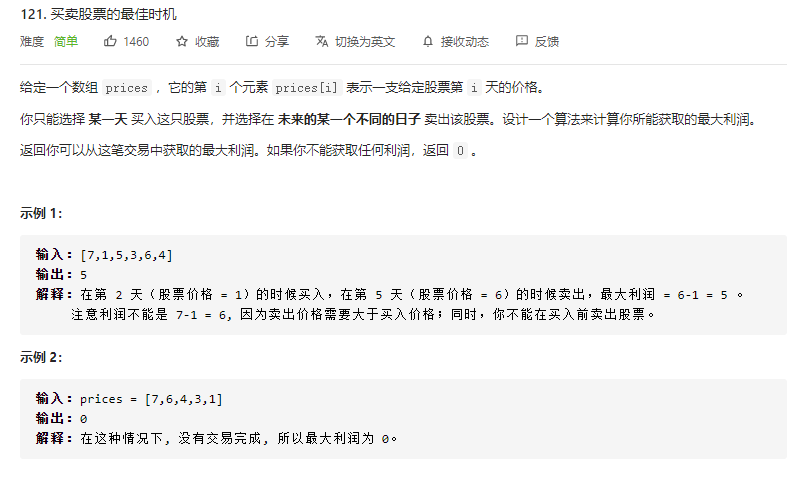 121. 买卖股票的最佳时机
难度 简单 1460 收藏 分享 切换为英文 接收动态 反馈
给定一个数组 prices ，它的第 i 个元素 prices[i] 表示一支给定股票第 i 天的价格。
你只能选择 某一天 买入这只股票，并选择在 未来的某一个不同的日子 卖出该股票。设计一个算法来计算你所能获取的最大利润。
返回你可以从这笔交易中获取的最大利润。如果你不能获取任何利润，返回 0 。
示例 1：
输入：[7,1,5,3,6,4]
输出：5
解释：在第 2 天（股票价格 = 1）的时候买入，在第 5 天（股票价格 = 6）的时候卖出，最大利润 = 6-1 = 5 。
注意利润不能是 7-1 = 6, 因为卖出价格需要大于买入价格；同时，你不能在买入前卖出股票。
示例 2：
输入：prices = [7,6,4,3,1]
输出：0
解释：在这种情况下, 没有交易完成, 所以最大利润为 0。